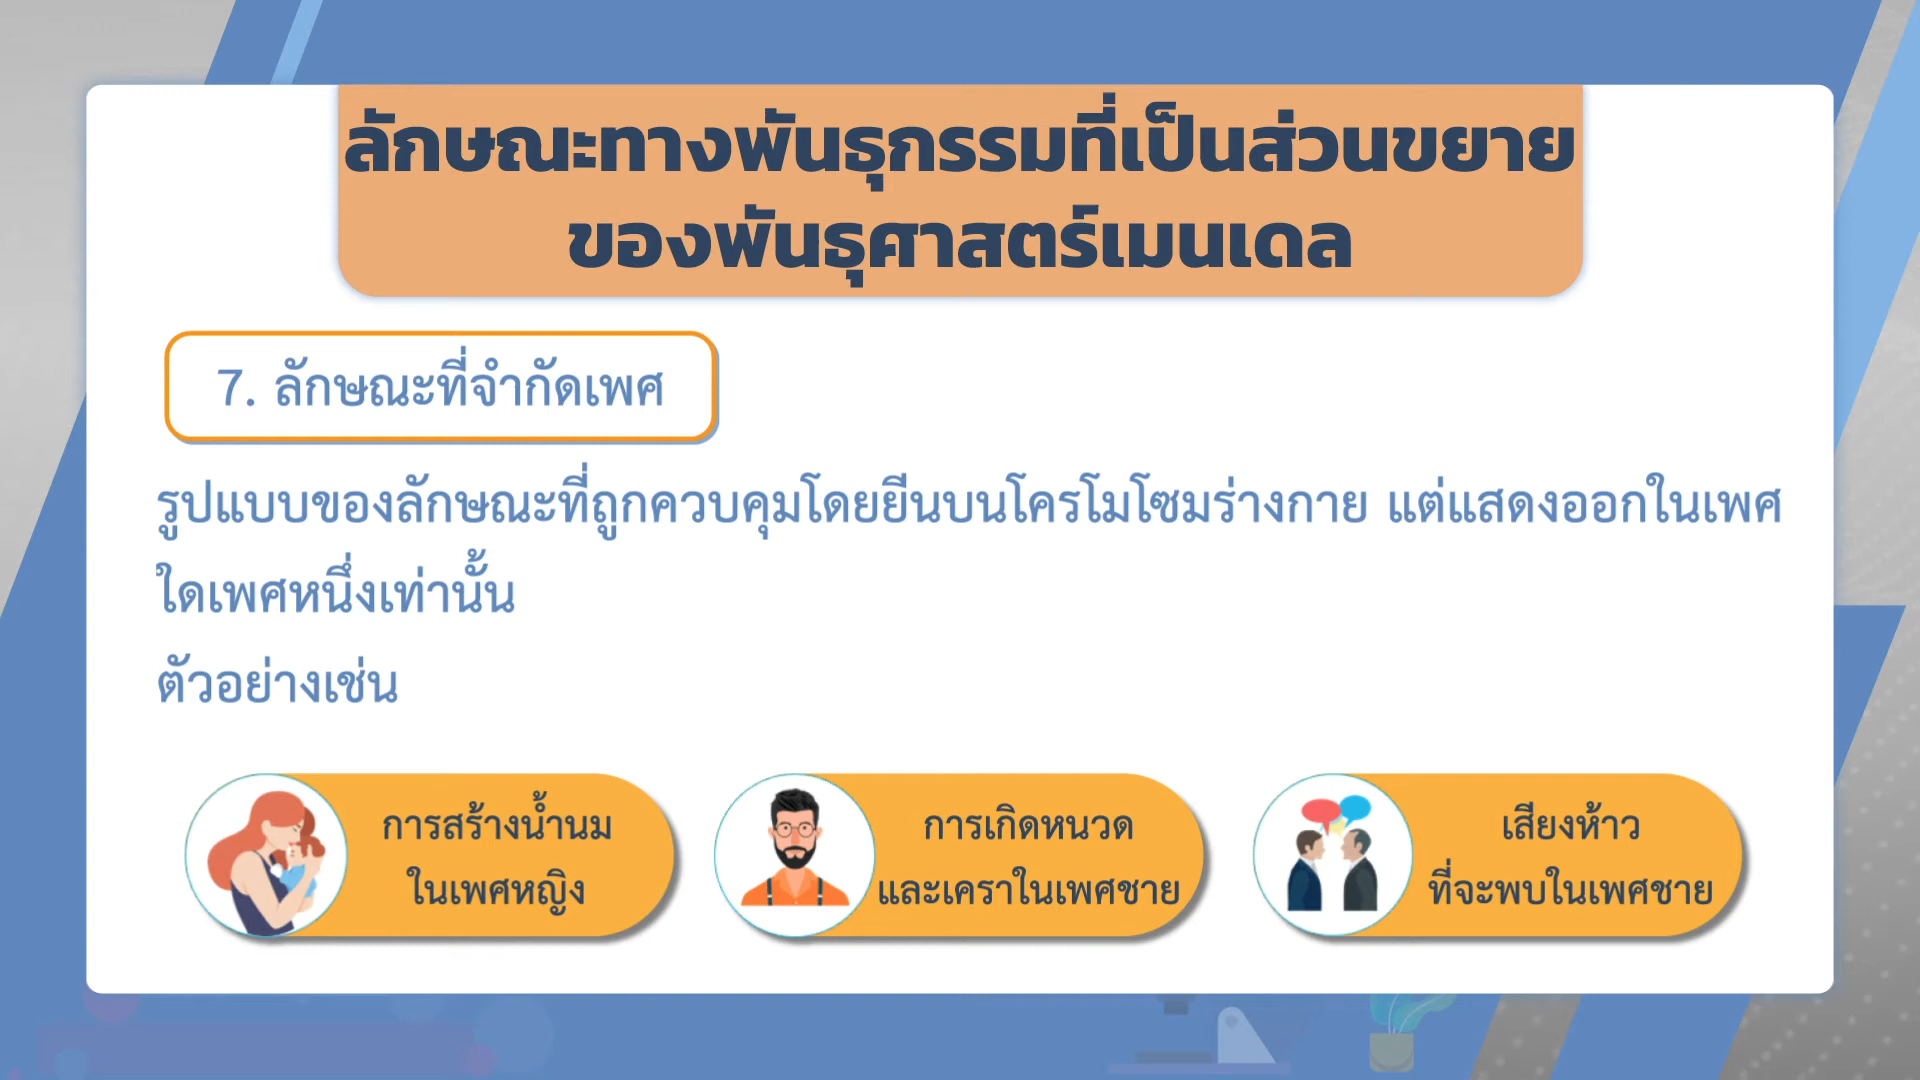 ลักษณะทางพันธุกรรมที่เป็นส่วนขยาย
ของพันธุศาสตร์เมนเดล
7. ลักษณะที่จำกัดเพศ
รูปแบบของลักษณะที่ถูกควบคุมโดยยีนบนโครโมโซมร่างกาย แต่แสดงออกในเพศ
ใดเพศหนึ่งเท่านั้น
ตัวอย่างเช่น
การสร้างน้ำนม
ในเพศหญิง
การเกิดหนวด
และเคราในเพศชาย
เสียงห้าว
ที่จะพบในเพศชาย